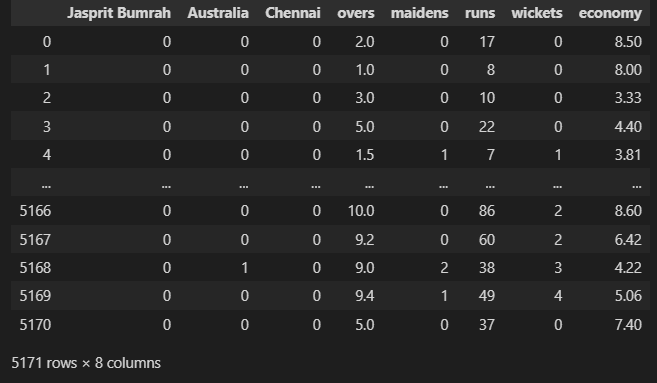 Jasprit Bumrah Australia Chennai overs maidens runs wickets economy
0 0 0 0 2.0 0 17 0 8.50
1 0 0 0 1.0 0 8 0 8.00
2 0 0 0 3.0 0 10 0 3.33
3 0 0 0 5.0 0 22 0 4.40
4 0 0 0 1.5 1 7 1 3.81
... ... ... ... ... ... ... ... ...
5166 0 0 0 10.0 0 86 2 8.60
5167 0 0 0 9.2 0 60 2 6.42
5168 0 1 0 9.0 2 38 3 4.22
5169 0 0 0 9.4 1 49 4 5.06
5170 0 0 0 5.0 0 37 0 7.40
5171 rows × 8 columns